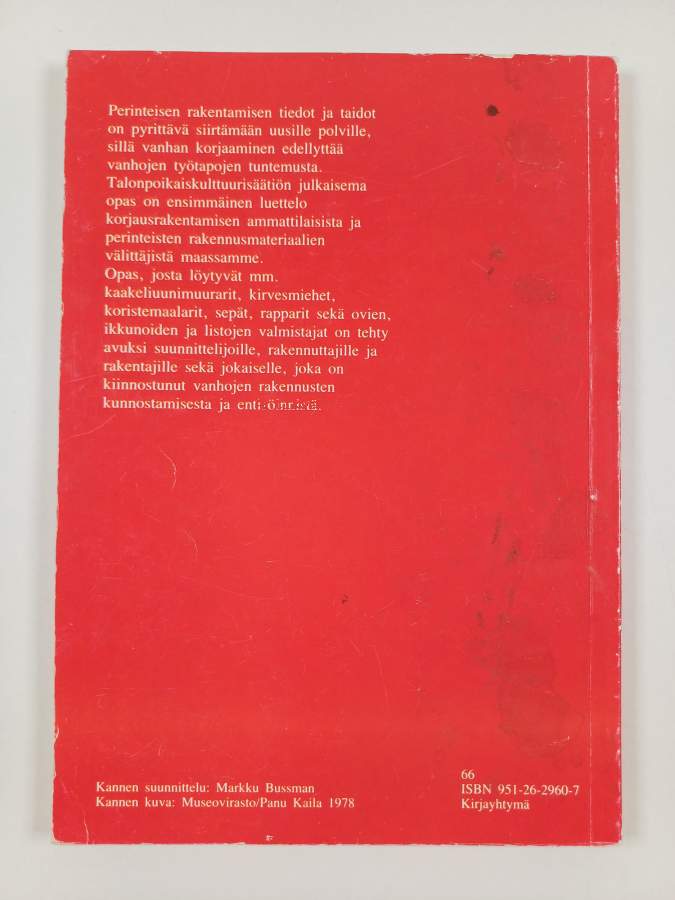 Perinteisen rakentamisen tiedot ja taidot
on pyrittävä siirtämään uusille polville,
sillä vanhan korjaaminen edellyttää
vanhojen työtapojen tuntemusta.
Talonpoikaiskulttuurisäätiön julkaisema
opas on ensimmäinen luettelo
korjausrakentamisen ammattilaisista ja
perinteisten rakennusmateriaalien
välittäjistä maassamme.
Opas, josta löytyvät mm.
kaakeliuunimuurarit, kirvesmiehet,
koristemaalarit, sepät, rapparit sekä ovien,
ikkunoiden ja listojen valmistajat on tehty
avuksi suunnittelijoille, rakennuttajille ja
rakentajille sekä jokaiselle, joka on
kiinnostunut vanhojen rakennusten
kunnostamisesta ja entisöinnistä.
Kannen suunnittelu: Markku Bussman
Kannen kuva: Museovirasto/Panu Kaila 1978
66
ISBN 951-26-2960-7
Kirjayhtymä